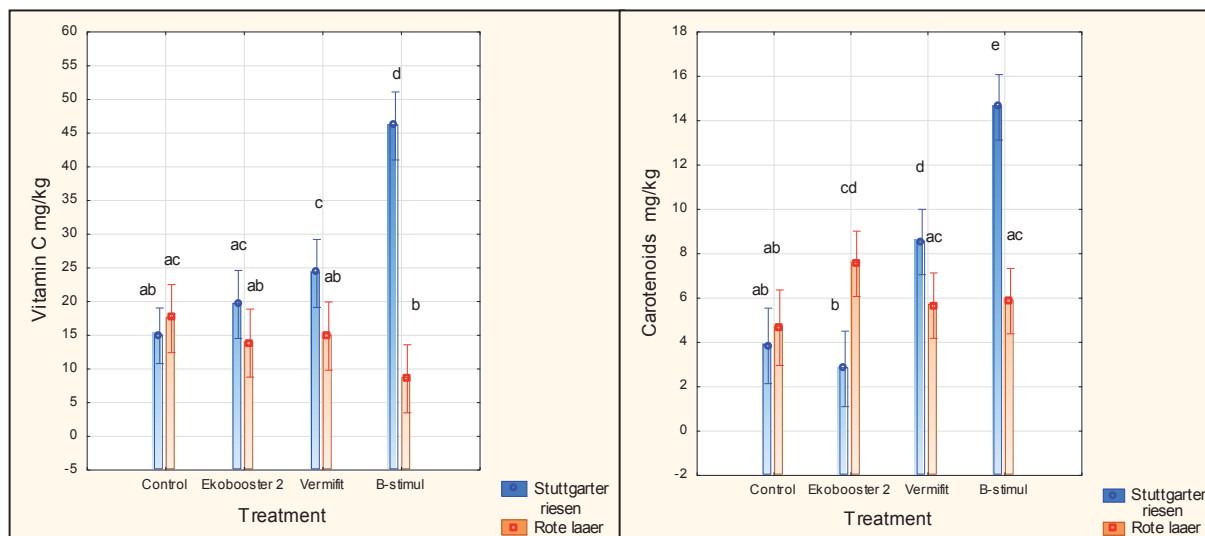 60
55
50
45
40
35
30
25
20
15
10
5
0
-5
Vitamin C mg/kg
ab
ac
ac
ab
c
ab
d
b
Control
Ekobooster 2
Vermifit
B-stimul
Treatment
Stuttgarter
riesen
Rote laaer
18
16
14
12
10
8
6
4
2
0
-2
Carotenoids mg/kg
ab
ab
b
cd
d
ac
e
ac
Control
Ekobooster 2
Vermifit
B-stimul
Treatment
Stuttgarter
riesen
Rote laaer